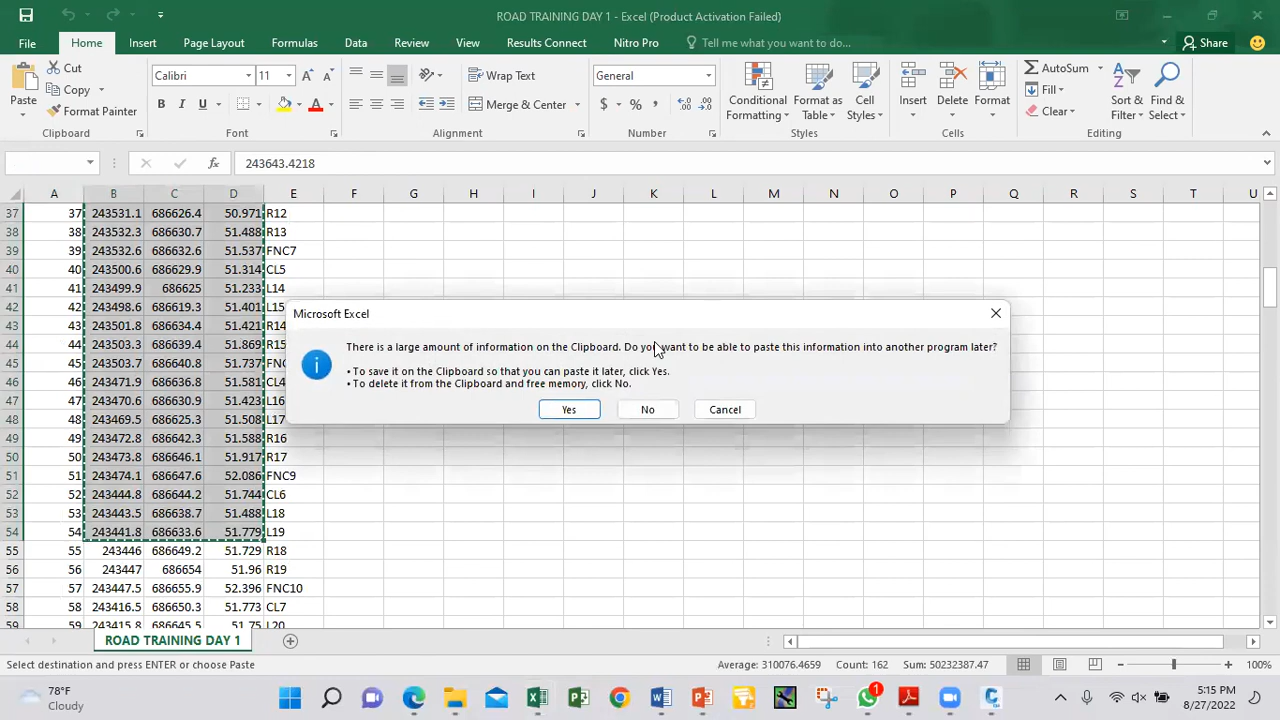 ROAD TRAINING DAY 1 - Excel (Product Activation Failed)
File Home Insert Page Layout Formulas Data Review View Results Connect Nitro Pro Tell me what you want to do... Share
Paste
Cut
Copy
Format Painter
Clipboard
Calibri 11
B I U
Font
Wrap Text
Merge & Center
Alignment
General
$ % ,
Number
Conditional Formatting
Format as Table
Cell Styles
Styles
Insert Delete Format
Cells
AutoSum
Fill
Clear
Sort & Filter
Find & Select
Editing
fx 243643.4218
A B C D E F G H I J K L M N O P Q R S T U
37 37 243531.1 686626.4 50.971 R12
38 38 243532.3 686630.7 51.488 R13
39 39 243532.6 686632.6 51.537 FNC7
40 40 243500.6 686629.9 51.314 CL5
41 41 243499.9 686625 51.233 L14
42 42 243498.6 686619.3 51.401 L15
43 43 243501.8 686634.4 51.421 R14
44 44 243503.4 686639.4 51.869 R15
45 45 243503.7 686640.8 51.737
46 46 243471.9 686636.8 51.581 CL4
47 47 243470.6 686630.9 51.423 L16
48 48 243469.5 686625.3 51.308 L17
49 49 243472.8 686642.3 51.588 R16
50 50 243473.8 686646.1 51.917 R17
51 51 243474.1 686647.6 52.086 FNC9
52 52 243444.8 686644.2 51.744 CL6
53 53 243443.5 686638.7 51.488 L18
54 54 243441.8 686633.6 51.779 L19
55 55 243446 686649.2 51.729 R18
56 56 243447 686654 51.96 R19
57 57 243447.5 686655.9 52.396 FNC10
58 58 243416.5 686650.3 51.773 CL7
59 59 243415.8 686645.5 51.75 L20
Microsoft Excel
There is a large amount of information on the Clipboard. Do you want to be able to paste this information into another program later?
• To save it on the Clipboard so that you can paste it later, click Yes.
• To delete it from the Clipboard and free memory, click No.
Yes No Cancel
ROAD TRAINING DAY 1
Select destination and press ENTER or choose Paste Average: 310076.4659 Count: 162 Sum: 50232387.47 100%
78°F
Cloudy
1
5:15 PM
8/27/2022